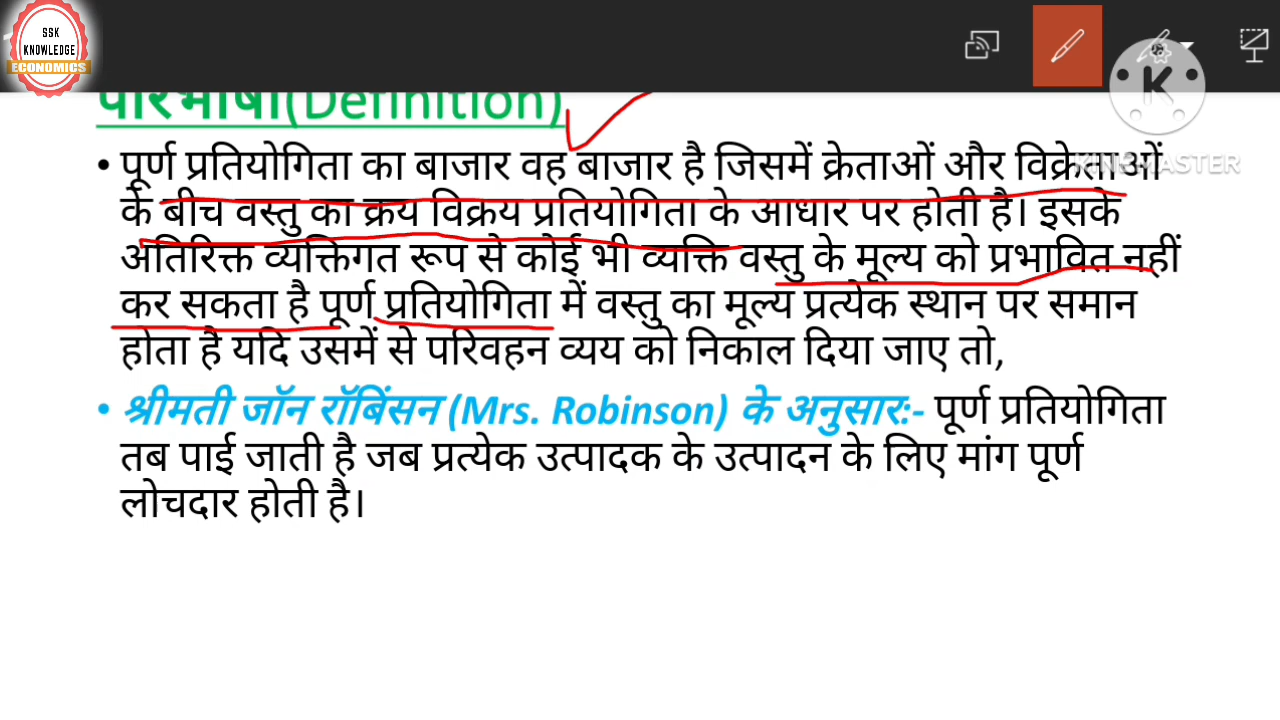 SSK
KNOWLEDGE
ECONOMICS
K
KINEMASTER
परिभाषा(Definition)
• पूर्ण प्रतियोगिता का बाजार वह बाजार है जिसमें क्रेताओं और विक्रेताओं
के बीच वस्तु का क्रय विक्रय प्रतियोगिता के आधार पर होती है। इसके
अतिरिक्त व्यक्तिगत रूप से कोई भी व्यक्ति वस्तु के मूल्य को प्रभावित नहीं
कर सकता है पूर्ण प्रतियोगिता में वस्तु का मूल्य प्रत्येक स्थान पर समान
होता है यदि उसमें से परिवहन व्यय को निकाल दिया जाए तो,
• श्रीमती जॉन रॉबिंसन (Mrs. Robinson) के अनुसार:- पूर्ण प्रतियोगिता
तब पाई जाती है जब प्रत्येक उत्पादक के उत्पादन के लिए मांग पूर्ण
लोचदार होती है।